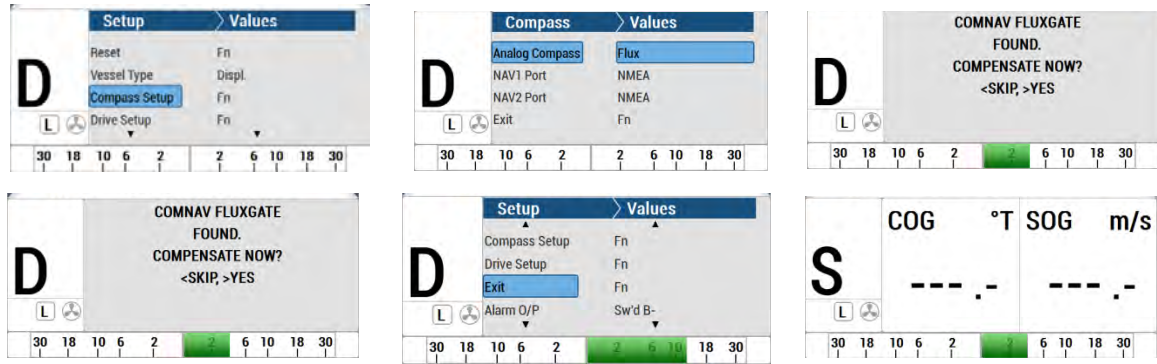 Setup Values
Reset Fn
Vessel Type Displ.
Compass Setup Fn
Drive Setup Fn
D
L
30 18 10 6 2 2 6 10 18 30
Compass Values
Analog Compass Flux
NAV1 Port NMEA
NAV2 Port NMEA
Exit Fn
D
L
30 18 10 6 2 2 6 10 18 30
COMNAV FLUXGATE
FOUND.
COMPENSATE NOW?
<SKIP, >YES
D
L
30 18 10 6 2 2 6 10 18 30
COMNAV FLUXGATE
FOUND.
COMPENSATE NOW?
<SKIP, >YES
D
L
30 18 10 6 2 2 6 10 18 30
Setup Values
Compass Setup Fn
Drive Setup Fn
Exit Fn
Alarm O/P Sw'd B-
D
L
30 18 10 6 2 2 6 10 18 30
COG °T SOG m/s
S
---.- ---.-
L
30 18 10 6 2 2 6 10 18 30